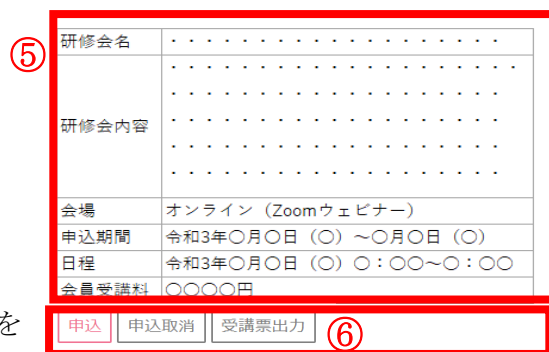 ⑤
研修会名 ・・・・・・・・・・・・・・・・・・
研修会内容 ・・・・・・・・・・・・・・・・・・・
・・・・・・・・・・・・・・・・・・
・・・・・・・・・・・・・・・・・・
・・・・・・・・・・・・・・・・・・
・・・・・・・・・・・・・・・・・・
会場 オンライン（Zoomウェビナー）
申込期間 令和3年○月○日（○）～○月○日（○）
日程 令和3年○月○日（○）○：○○～○：○○
会員受講料 ○○○○円
を
申込 申込取消 受講票出力 ⑥